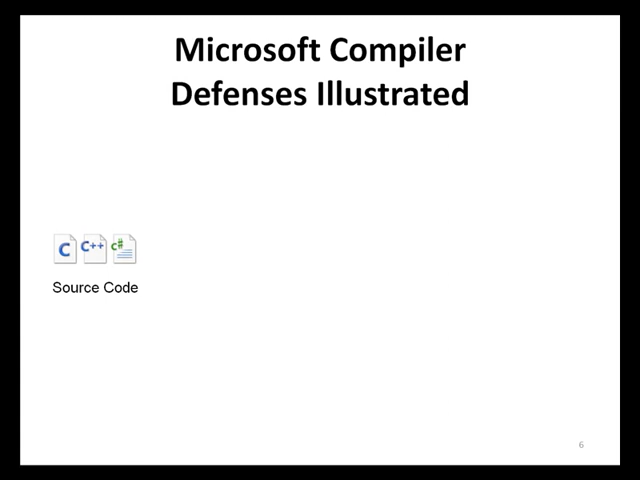 Microsoft Compiler
Defenses Illustrated
C C++ C#
Source Code
6